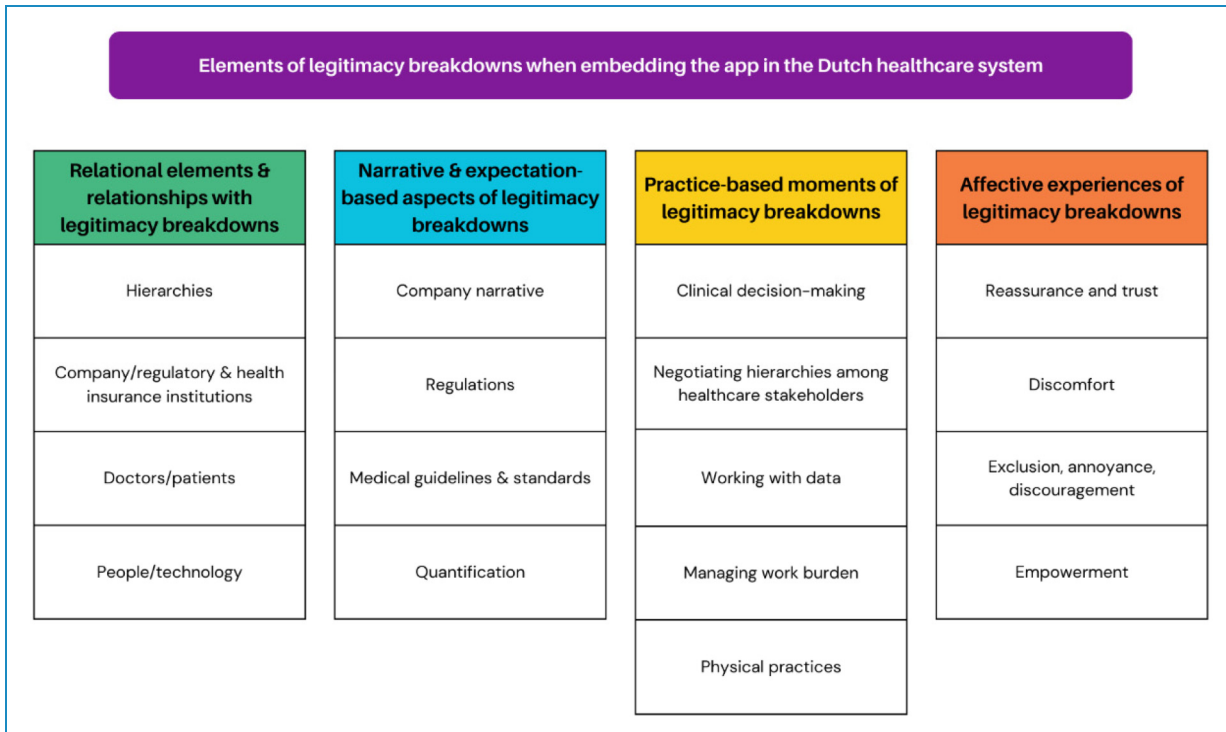 Elements of legitimacy breakdowns when embedding the app in the Dutch healthcare system
Relational elements &
relationships with
legitimacy breakdowns
Hierarchies
Company/regulatory & health
insurance institutions
Doctors/patients
People/technology
Narrative & expectation-
based aspects of legitimacy
breakdowns
Company narrative
Regulations
Medical guidelines & standards
Quantification
Practice-based moments of
legitimacy breakdowns
Clinical decision-making
Negotiating hierarchies among
healthcare stakeholders
Working with data
Managing work burden
Physical practices
Affective experiences of
legitimacy breakdowns
Reassurance and trust
Discomfort
Exclusion, annoyance,
discouragement
Empowerment